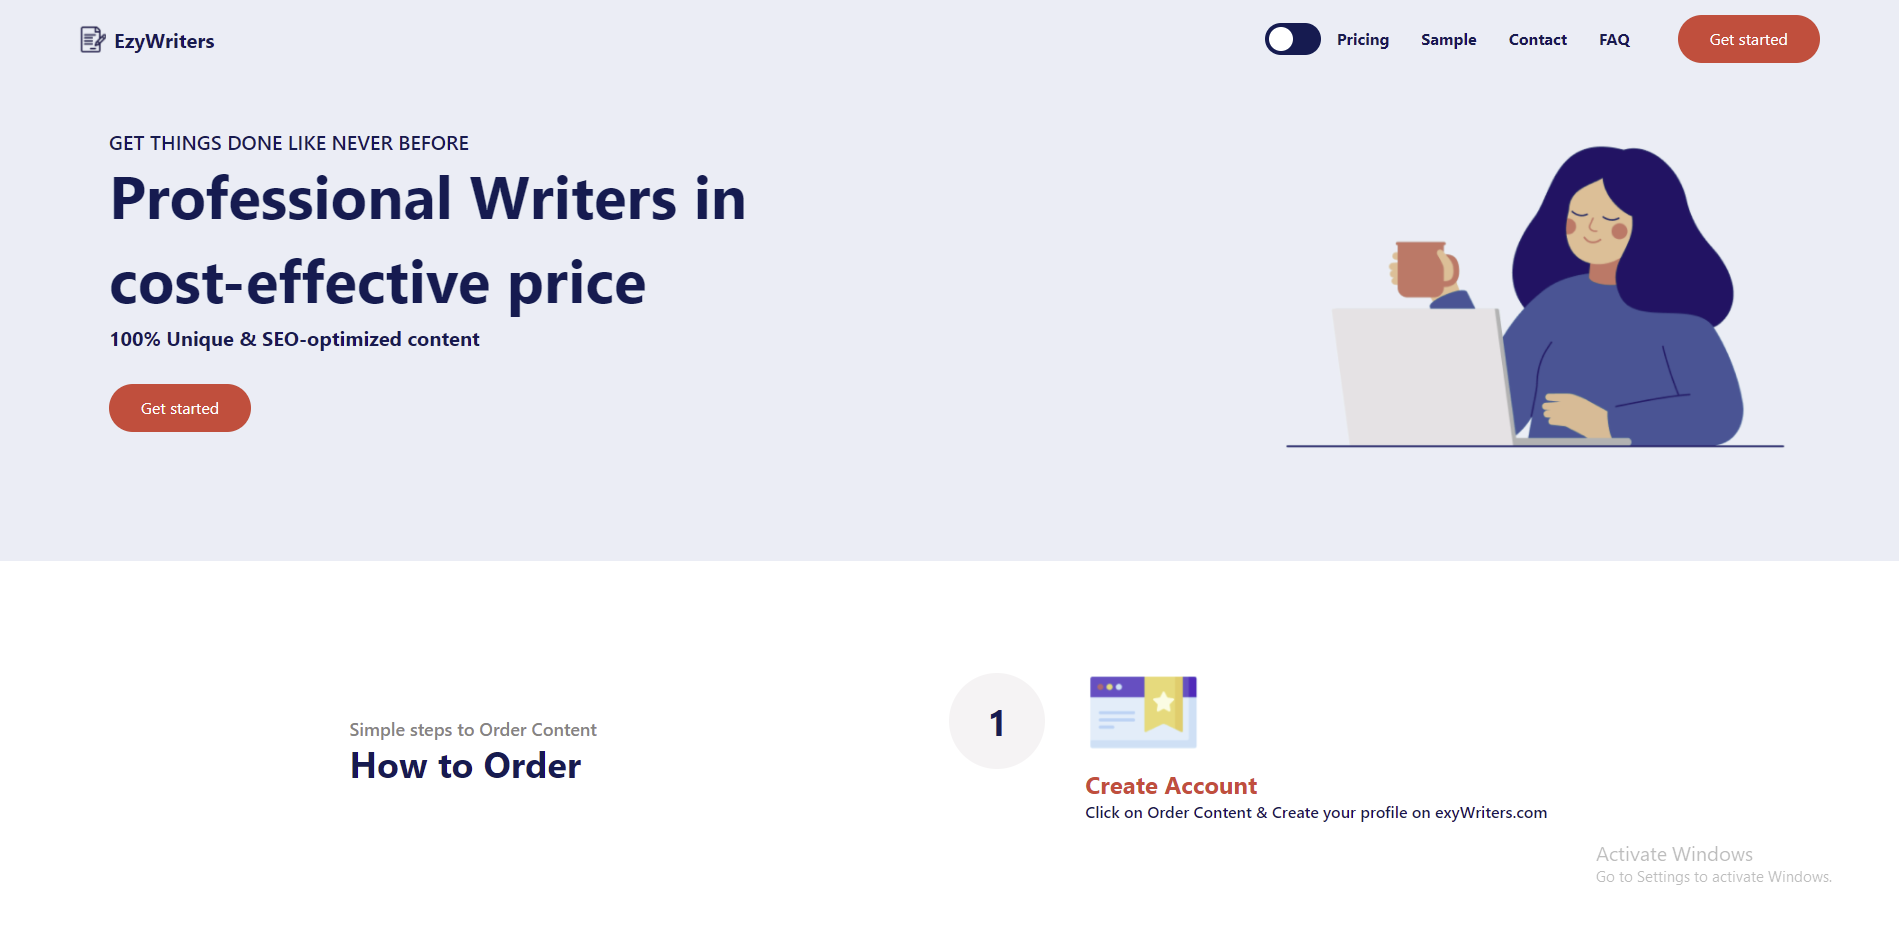 EzyWriters
Pricing
Sample
Contact
FAQ
Get started
GET THINGS DONE LIKE NEVER BEFORE
Professional Writers in
cost-effective price
100% Unique & SEO-optimized content
Get started
Simple steps to Order Content
How to Order
1
Create Account
Click on Order Content & Create your profile on exyWriters.com
Activate Windows
Go to Settings to activate Windows.